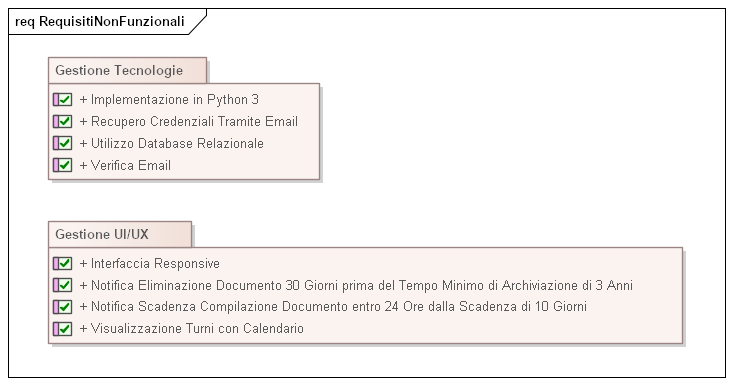 req RequisitiNonFunzionali
Gestione Tecnologie
+ Implementazione in Python 3
+ Recupero Credenziali Tramite Email
+ Utilizzo Database Relazionale
+ Verifica Email
Gestione UI/UX
+ Interfaccia Responsive
+ Notifica Eliminazione Documento 30 Giorni prima del Tempo Minimo di Archiviazione di 3 Anni
+ Notifica Scadenza Compilazione Documento entro 24 Ore dalla Scadenza di 10 Giorni
+ Visualizzazione Turni con Calendario